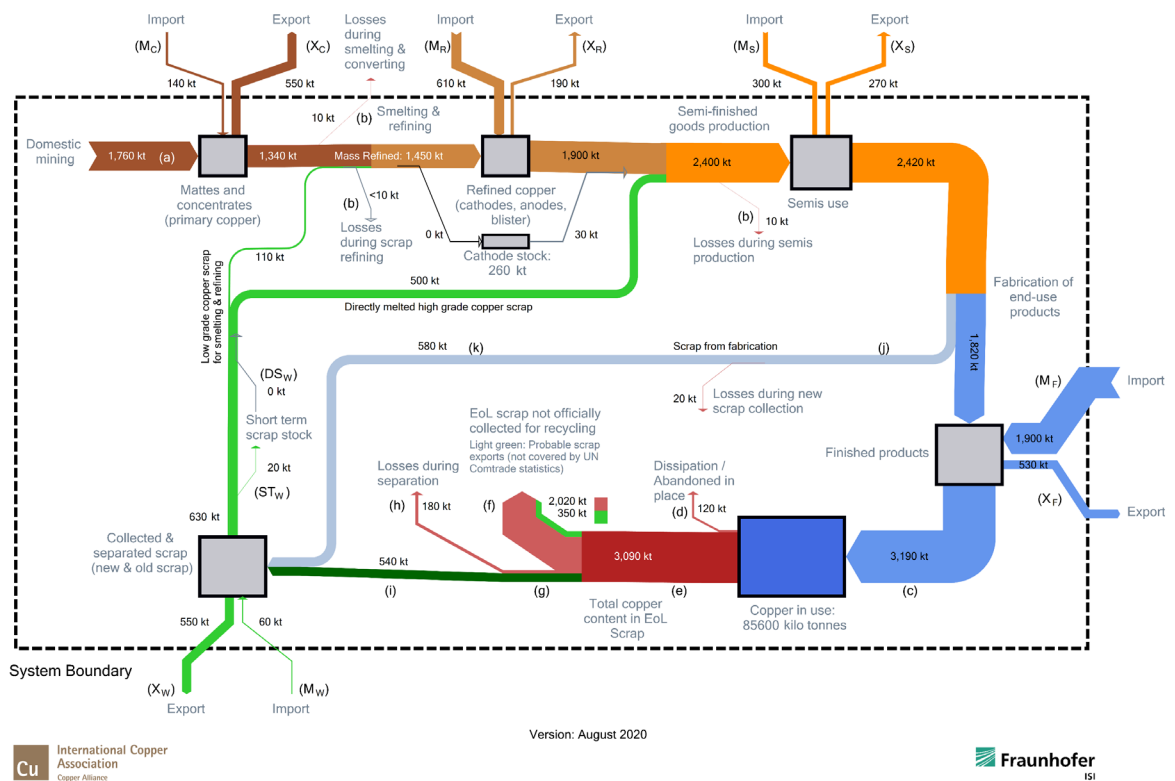 Import
Export
Losses
during
smelting &
converting
Import
Export
Import
Export
(M_C)
(X_C)
(M_R)
(X_R)
(M_S)
(X_S)
140 kt
550 kt
610 kt
190 kt
300 kt
270 kt
10 kt
(b)
Smelting &
refining
Semi-finished
goods production
Domestic
mining
1,760 kt
(a)
1,340 kt
Mass Refined: 1,450 kt
1,900 kt
2,400 kt
2,420 kt
Mattes and
concentrates
(primary copper)
<10 kt
(b)
Losses
during scrap
refining
Refined copper
(cathodes, anodes,
blister)
0 kt
30 kt
Cathode stock:
260 kt
Semis use
(b)
10 kt
Losses during semis
production
110 kt
500 kt
Directly melted high grade copper scrap
Low grade copper scrap
for smelting & refining
Fabrication of
end-use
products
580 kt
(k)
Scrap from fabrication
(j)
1,820 kt
(DS_W)
0 kt
Short term
scrap stock
20 kt
(ST_W)
20 kt
Losses during new
scrap collection
(M_F)
Import
1,900 kt
530 kt
(X_F)
Export
Finished products
EoL scrap not officially
collected for recycling
Light green: Probable scrap
exports (not covered by UN
Comtrade statistics)
Losses during
separation
(h)
180 kt
(f)
2,020 kt
350 kt
Dissipation /
Abandoned in
place
(d)
120 kt
630 kt
Collected &
separated scrap
(new & old scrap)
540 kt
(i)
(g)
3,090 kt
(e)
3,190 kt
(c)
Total copper
content in EoL
Scrap
Copper in use:
85600 kilo tonnes
550 kt
60 kt
System Boundary
(X_W)
Export
(M_W)
Import
Version: August 2020
Cu
International Copper
Association
Copper Alliance
Fraunhofer
ISI